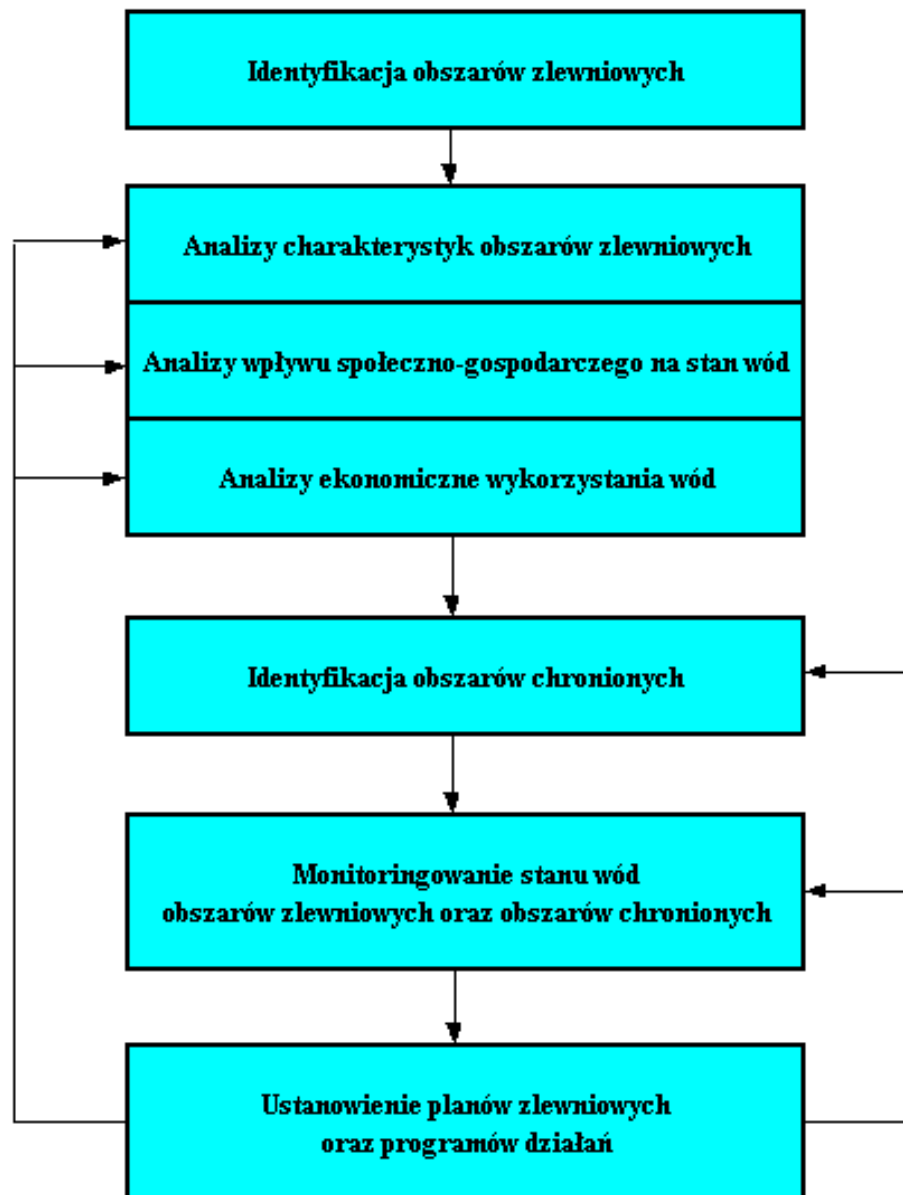 Identyfikacja obszarów zlewniowych
Analizy charakterystyk obszarów zlewniowych
Analizy wpływu społeczno-gospodarczego na stan wód
Analizy ekonomiczne wykorzystania wód
Identyfikacja obszarów chronionych
Monitoringowanie stanu wód
obszarów zlewniowych oraz obszarów chronionych
Ustanowienie planów zlewniowych
oraz programów działań